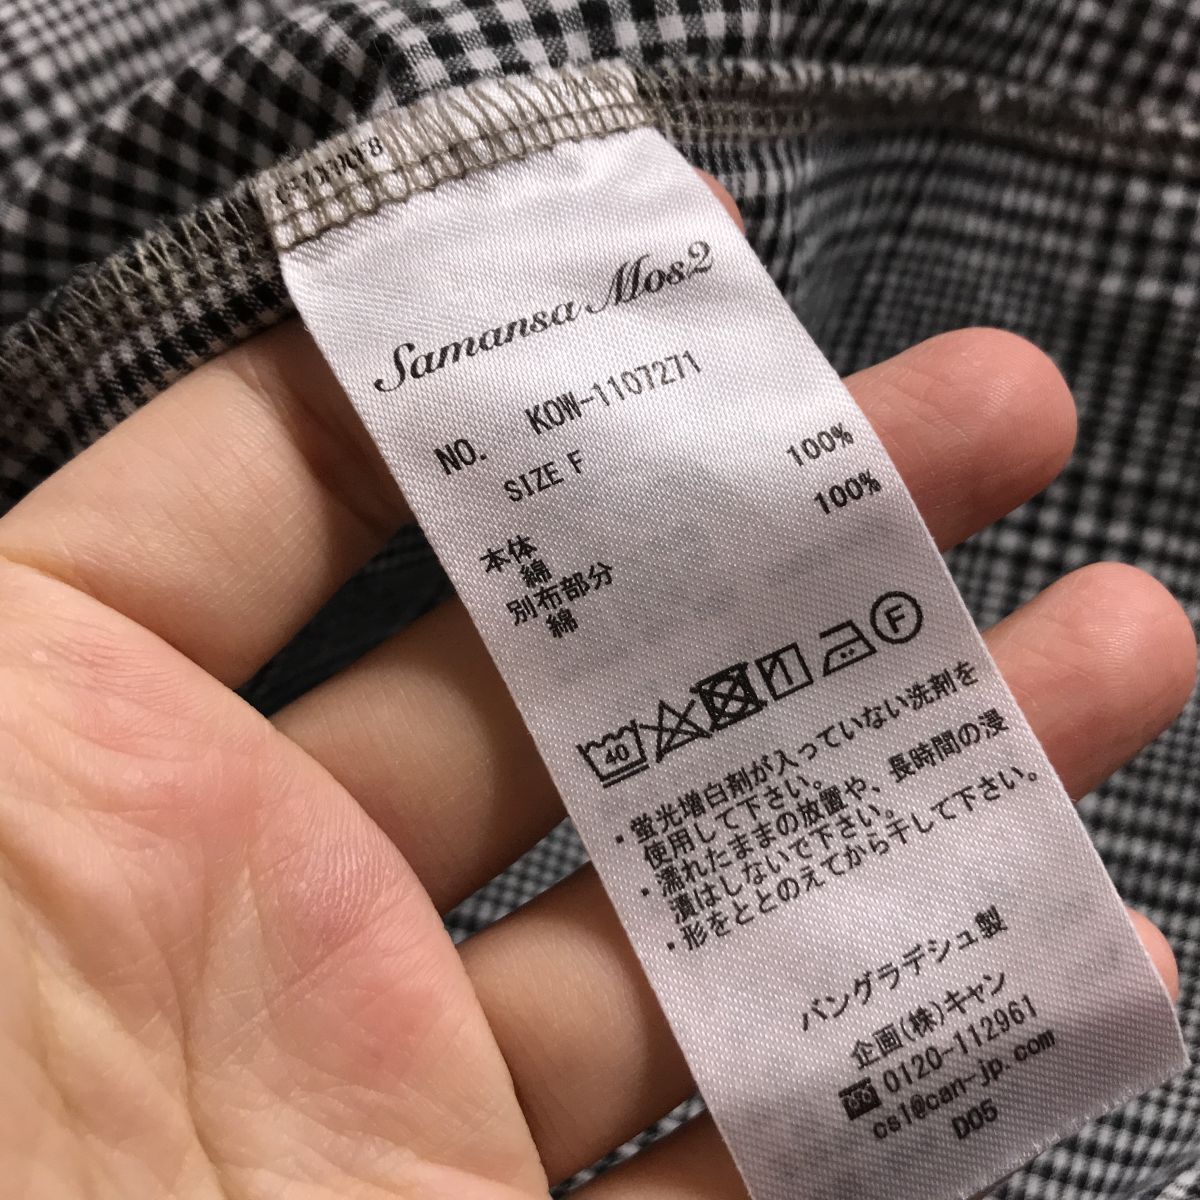 Samansa Mos2
NO. KOW-1107271
SIZE F
本体
綿 100%
別布部分
綿 100%
40
F
・蛍光増白剤が入っていない洗剤を
使用して下さい。
・濡れたままの放置や、長時間の浸
漬はしないで下さい。
・形をととのえてから干して下さい。
バングラデシュ製
企画(株)キャン
0120-112961
cs1@can-jp.com
D05